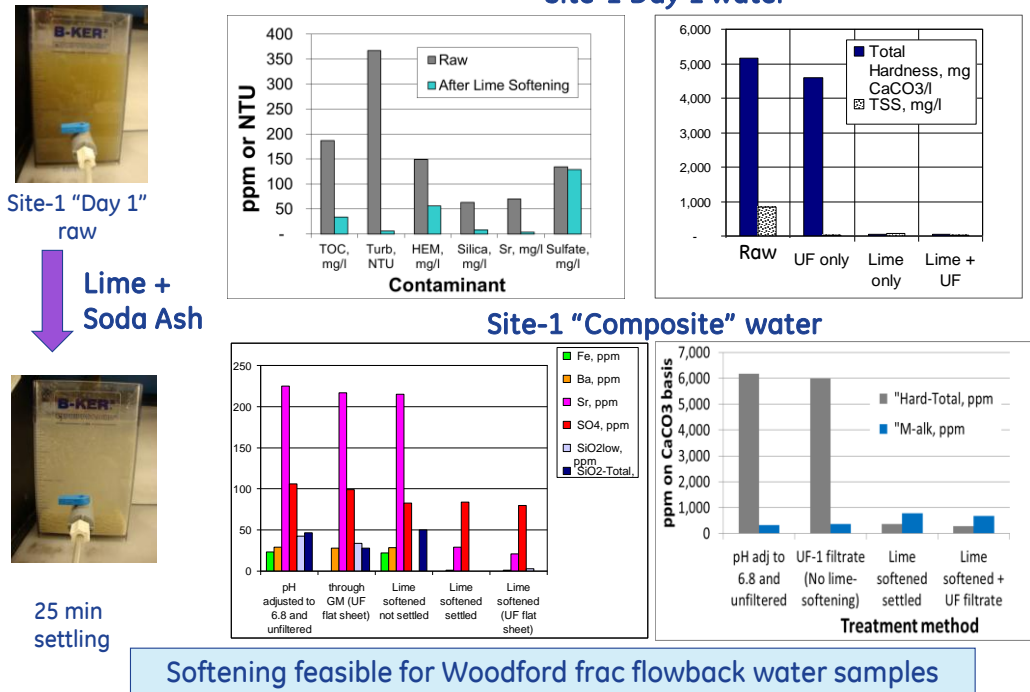 Site-1 Day 1 water
B-KER®
Site-1 "Day 1"
raw
Lime +
Soda Ash
B-KER®
25 min
settling
400
350
300
250
200
150
100
50
-
ppm or NTU
Raw
After Lime Softening
TOC, mg/l
Turb, NTU
HEM, mg/l
Silica, mg/l
Sr, mg/l
Sulfate, mg/l
Contaminant
6,000
5,000
4,000
3,000
2,000
1,000
-
Total
Hardness, mg
CaCO3/l
TSS, mg/l
Raw
UF only
Lime only
Lime + UF
Site-1 "Composite" water
250
200
150
100
50
0
Fe, ppm
Ba, ppm
Sr, ppm
SO4, ppm
SiO2low,
ppm
SiO2-Total,
pH
adjusted to
6.8 and
unfiltered
through
GM (UF
flat sheet)
Lime
softened
not settled
Lime
softened
settled
Lime
softened
(UF flat
sheet)
7,000
6,000
5,000
4,000
3,000
2,000
1,000
0
ppm on CaCO3 basis
"Hard-Total, ppm
"M-alk, ppm
pH adj to
6.8 and
unfiltered
UF-1 filtrate
(No lime-
softening)
Lime
softened
settled
Lime
softened +
UF filtrate
Treatment method
Softening feasible for Woodford frac flowback water samples